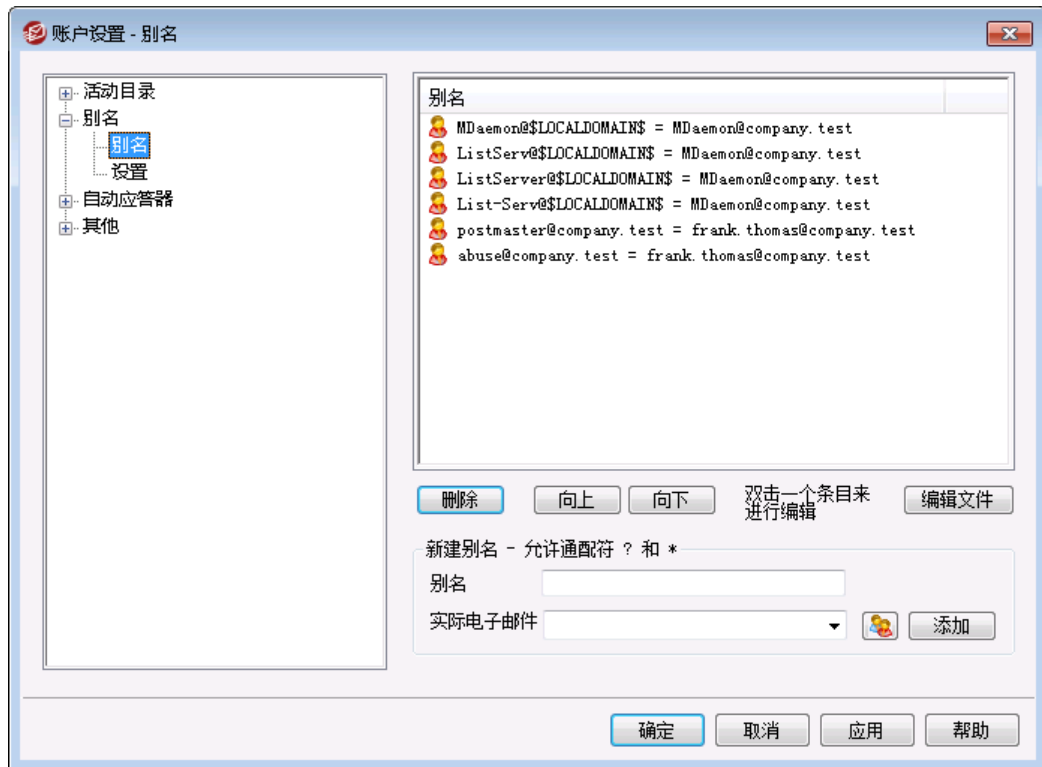 账户设置 - 别名
活动目录
别名
别名
设置
自动应答器
其他
别名
MDaemon@$LOCALDOMAIN$ = MDaemon@company.test
ListServ@$LOCALDOMAIN$ = MDaemon@company.test
ListServer@$LOCALDOMAIN$ = MDaemon@company.test
List-Serv@$LOCALDOMAIN$ = MDaemon@company.test
postmaster@company.test = frank.thomas@company.test
abuse@company.test = frank.thomas@company.test
删除 向上 向下 双击一个条目来
进行编辑 编辑文件
新建别名 - 允许通配符 ? 和 *
别名
实际电子邮件 添加
确定 取消 应用 帮助